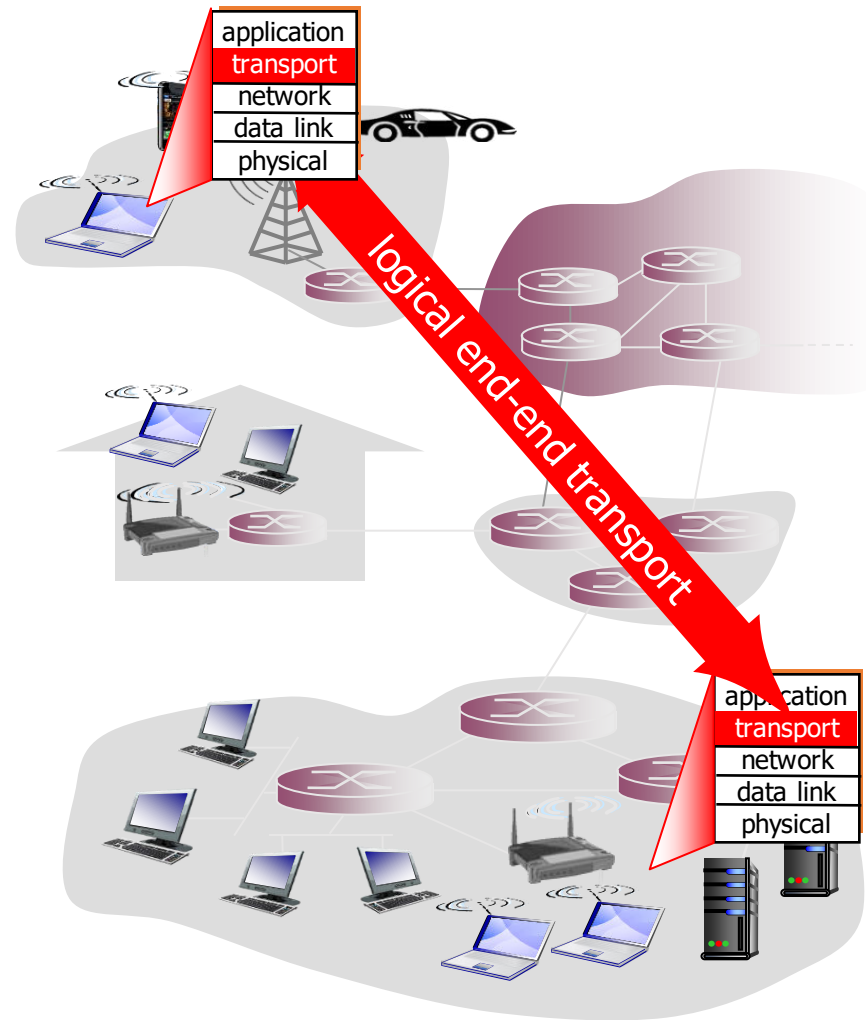 application
transport
network
data link
physical
logical end-end transport
application
transport
network
data link
physical